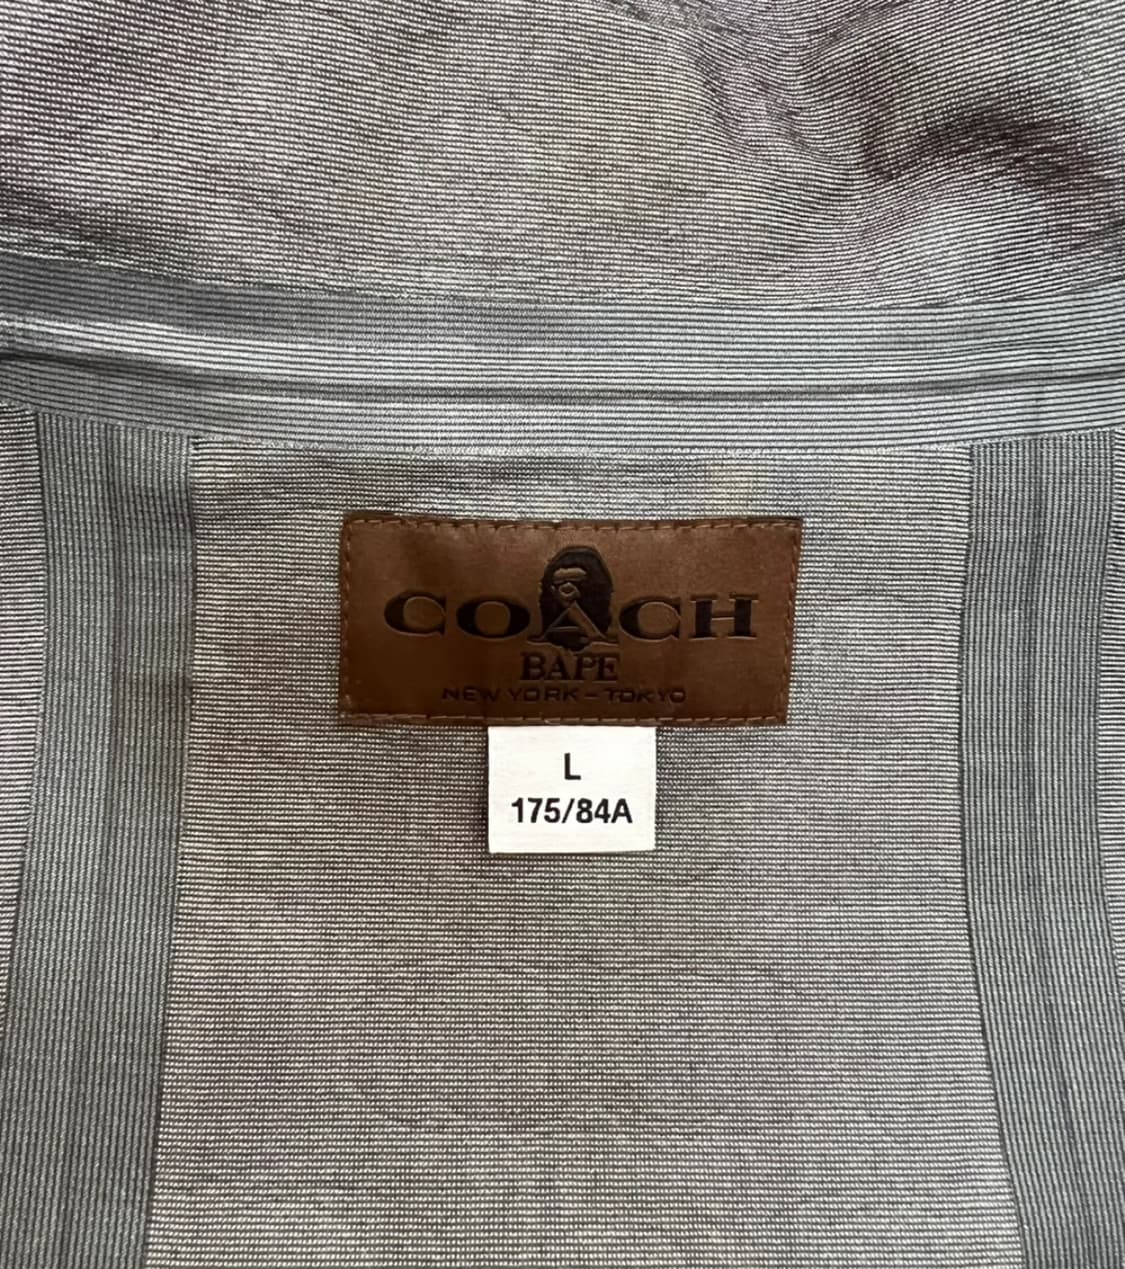 COACH
BAPE
NEW YORK - TOKYO
L
175/84A